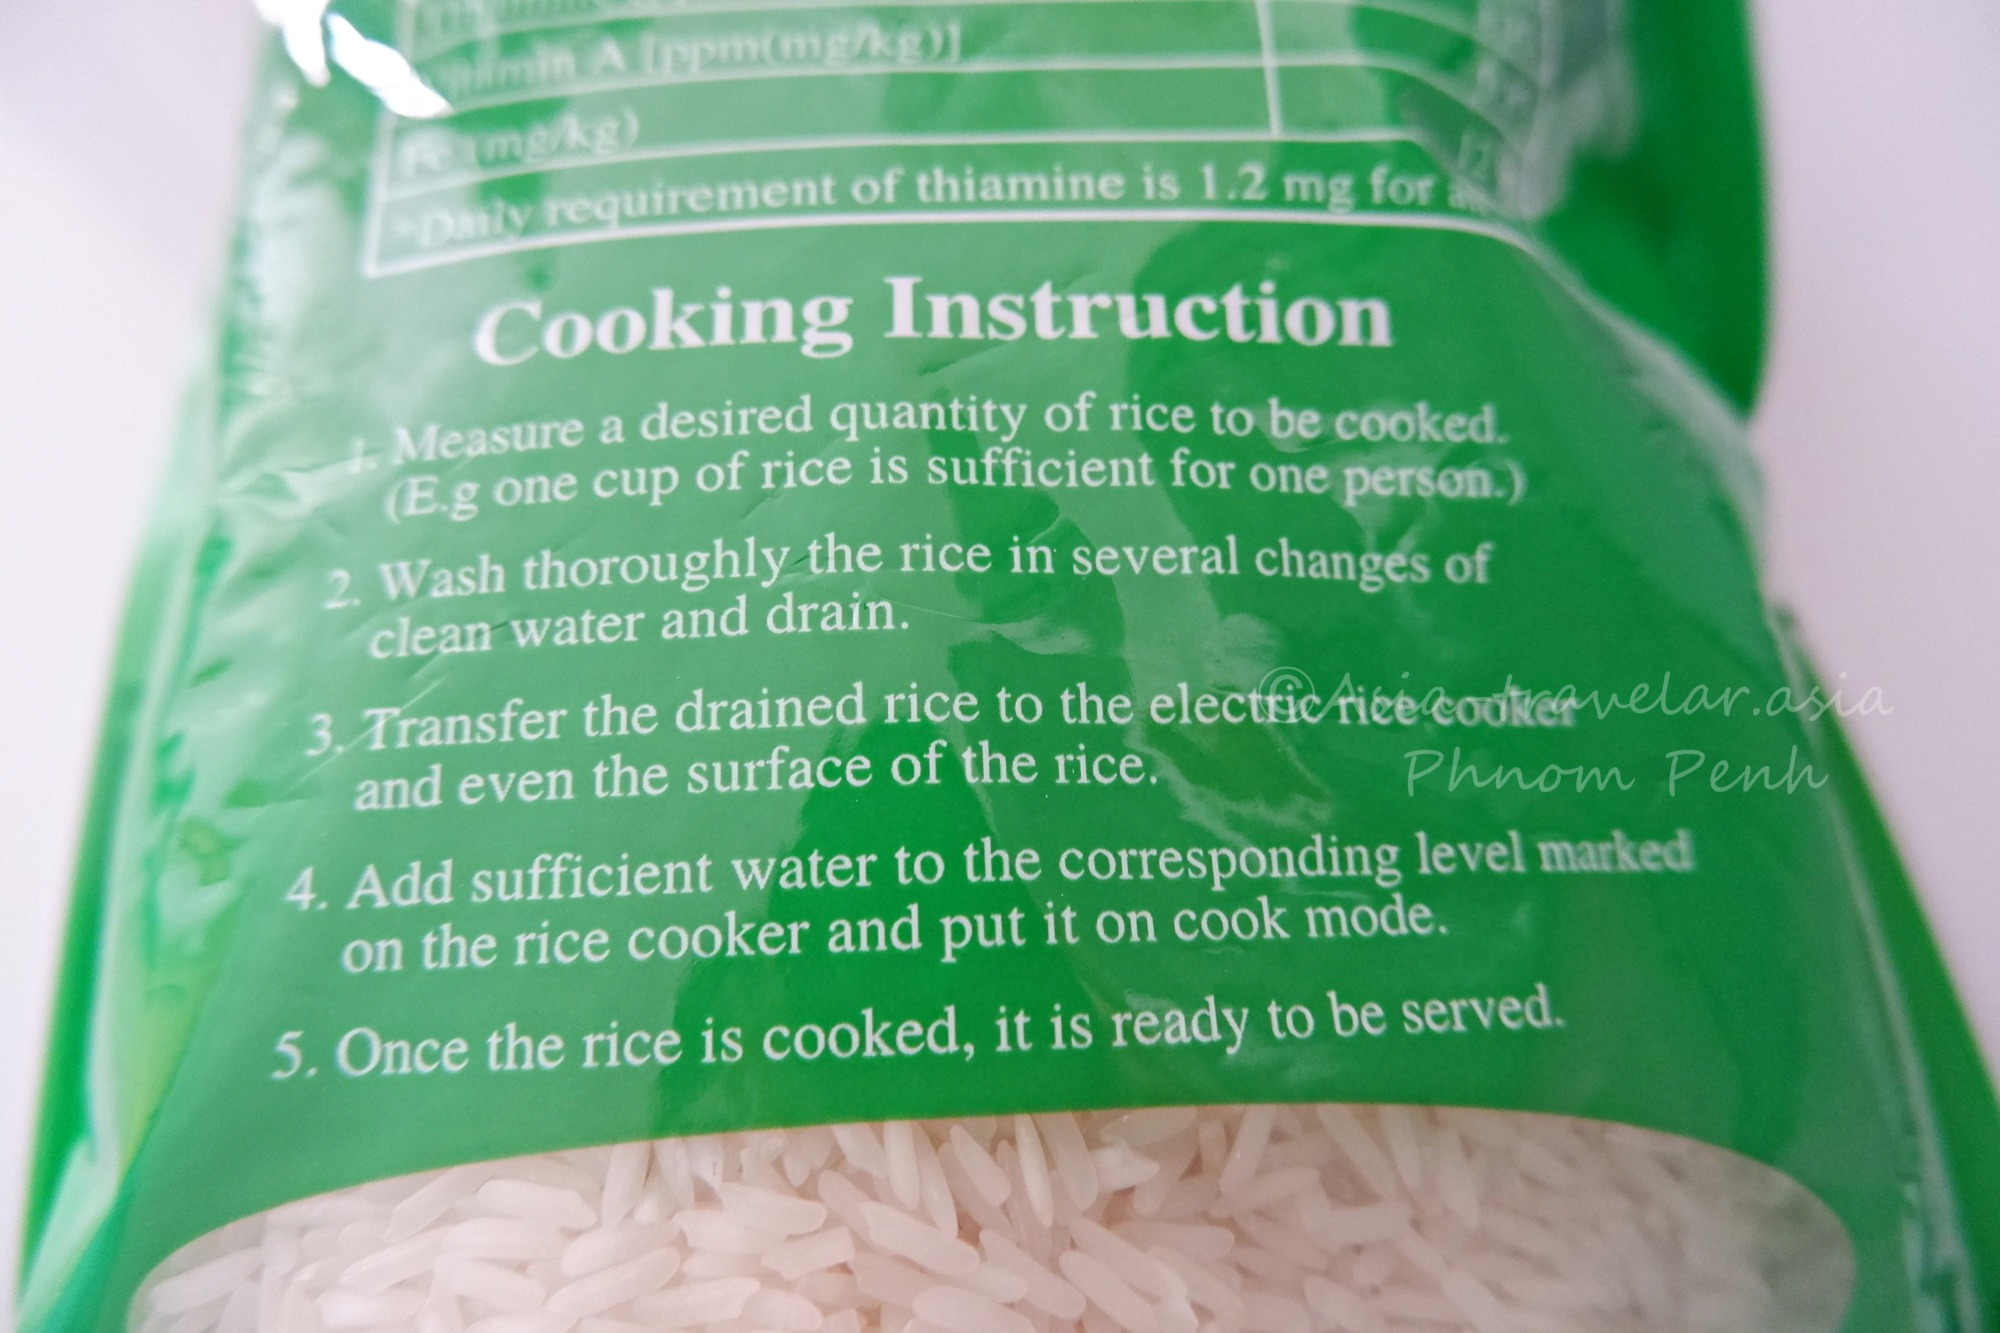 A [ppm(mg/kg)]
(mg/kg)
*Daily requirement of thiamine is 1.2 mg for
Cooking Instruction
1. Measure a desired quantity of rice to be cooked.
(E.g one cup of rice is sufficient for one person.)
2. Wash thoroughly the rice in several changes of
clean water and drain.
3. Transfer the drained rice to the electric rice cooker
and even the surface of the rice.
4. Add sufficient water to the corresponding level marked
on the rice cooker and put it on cook mode.
5. Once the rice is cooked, it is ready to be served.
©Asia-travelar.asia
Phnom Penh